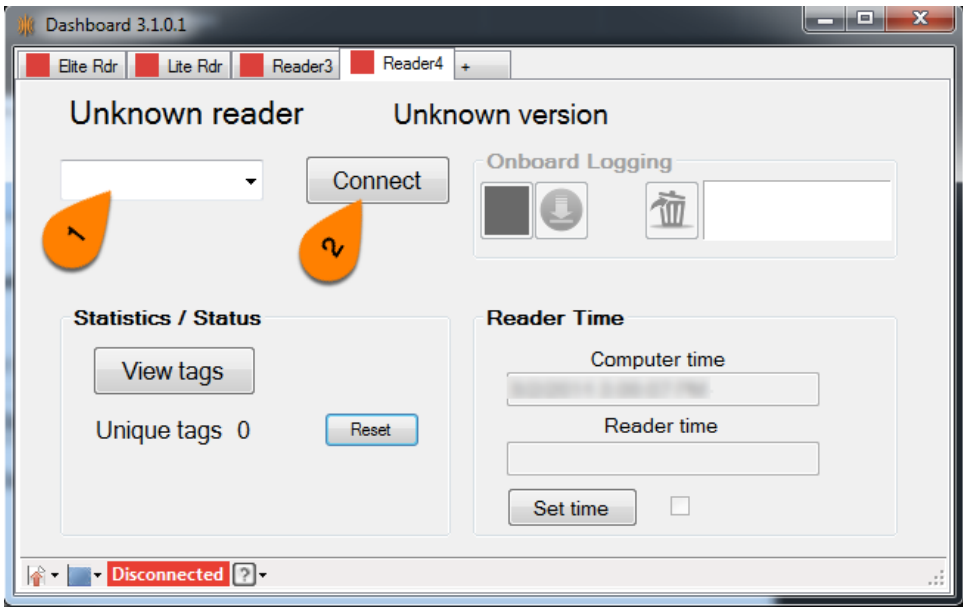 Dashboard 3.1.0.1
Elite Rdr Lite Rdr Reader3 Reader4 +
Unknown reader Unknown version
Connect
Onboard Logging
1
2
Statistics / Status
View tags
Unique tags 0 Reset
Reader Time
Computer time
Reader time
Set time
Disconnected ?